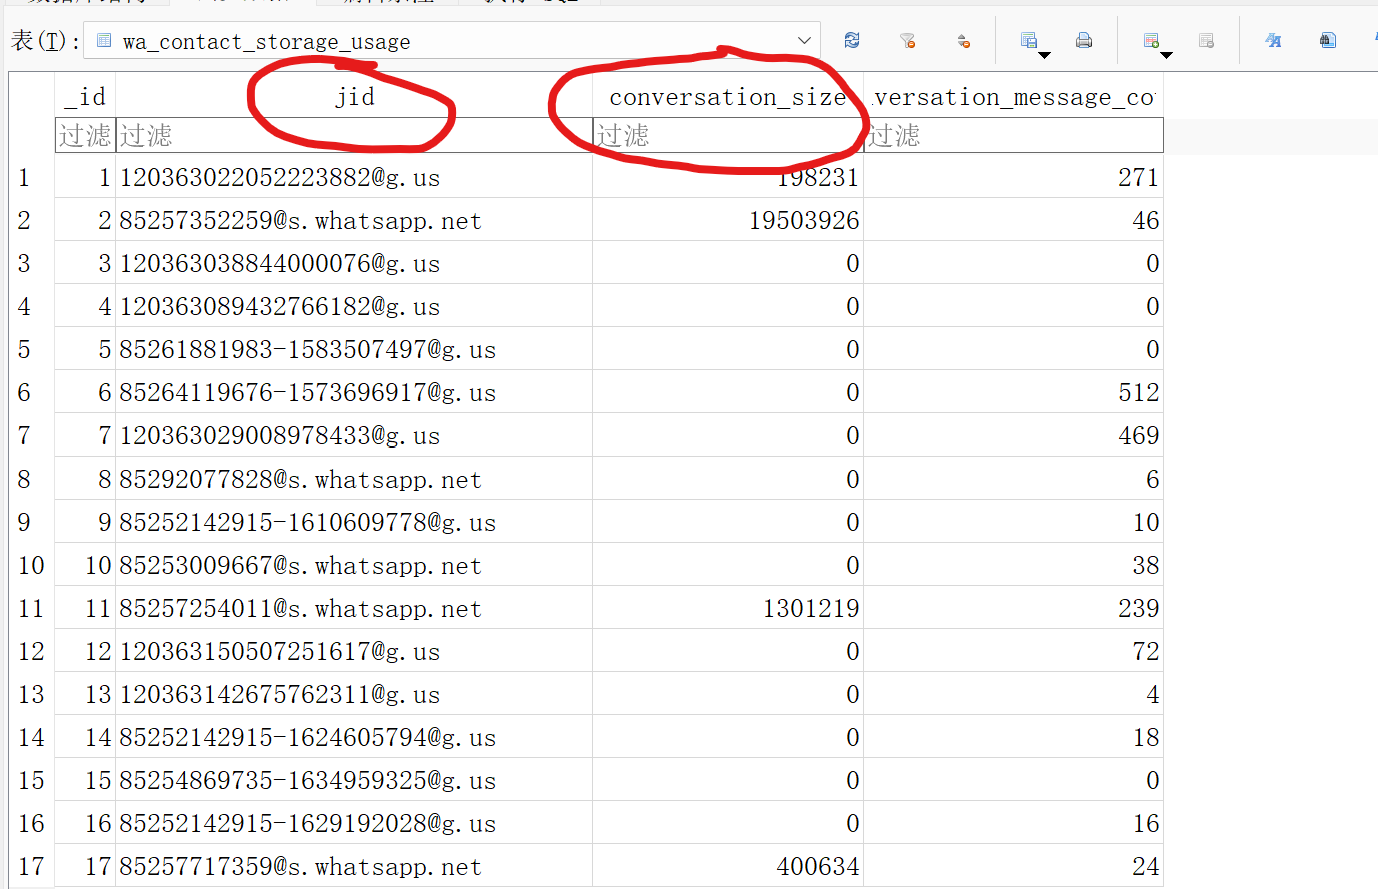 表(T): wa_contact_storage_usage
_id jid conversation_size versation_message_co
过滤 过滤 过滤 过滤
1 1 120363022052223882@g.us 198231 271
2 2 85257352259@s.whatsapp.net 19503926 46
3 3 120363038844000076@g.us 0 0
4 4 120363089432766182@g.us 0 0
5 5 85261881983-1583507497@g.us 0 0
6 6 85264119676-1573696917@g.us 0 512
7 7 120363029008978433@g.us 0 469
8 8 85292077828@s.whatsapp.net 0 6
9 9 85252142915-1610609778@g.us 0 10
10 10 85253009667@s.whatsapp.net 0 38
11 11 85257254011@s.whatsapp.net 1301219 239
12 12 120363150507251617@g.us 0 72
13 13 120363142675762311@g.us 0 4
14 14 85252142915-1624605794@g.us 0 18
15 15 85254869735-1634959325@g.us 0 0
16 16 85252142915-1629192028@g.us 0 16
17 17 85257717359@s.whatsapp.net 400634 24